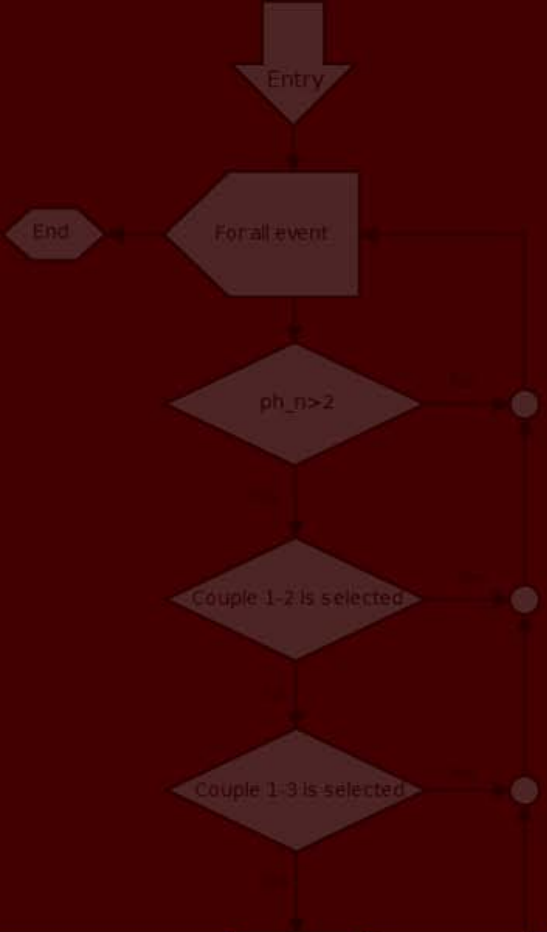 Entry
End
For all event
ph_n>2
Couple 1-2 is selected
Couple 1-3 is selected